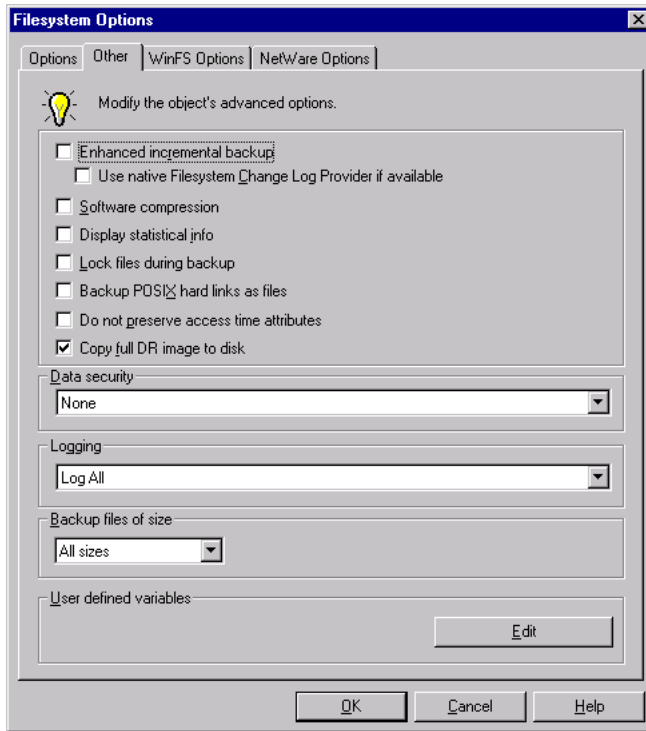 Filesystem Options
Options Other WinFS Options NetWare Options
Modify the object's advanced options.
Enhanced incremental backup
Use native Filesystem Change Log Provider if available
Software compression
Display statistical info
Lock files during backup
Backup POSIX hard links as files
Do not preserve access time attributes
Copy full DR image to disk
Data security
None
Logging
Log All
Backup files of size
All sizes
User defined variables
Edit
OK Cancel Help